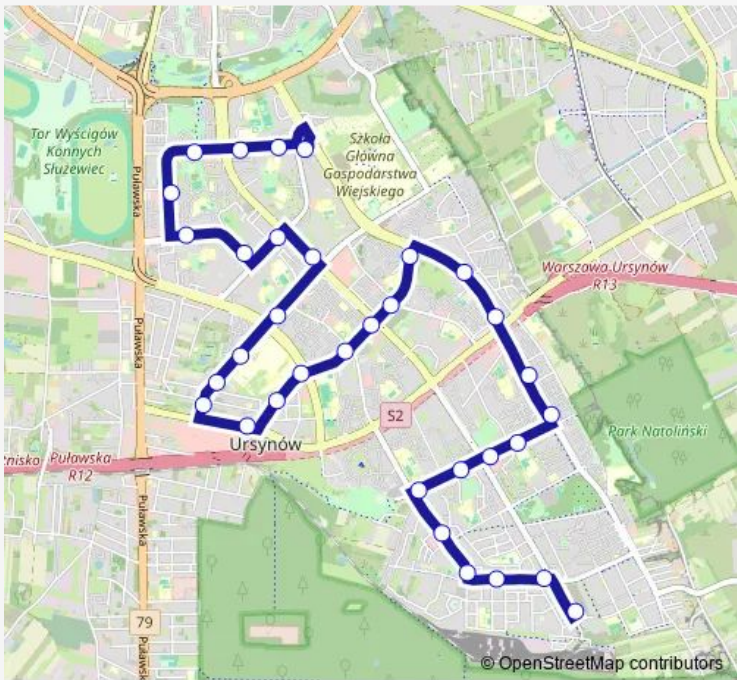 Tor Wyścigów
Konnych
Służewiec
Szkoła
Główna
Gospodarstwa
Wiejskiego
Puławska
Warszawa-Ursynów
R13
Puławska
S2
Park Natoliński
Ursynów
Puławska
R12
Puławska
79
Puławska
© OpenStreetMap contributors